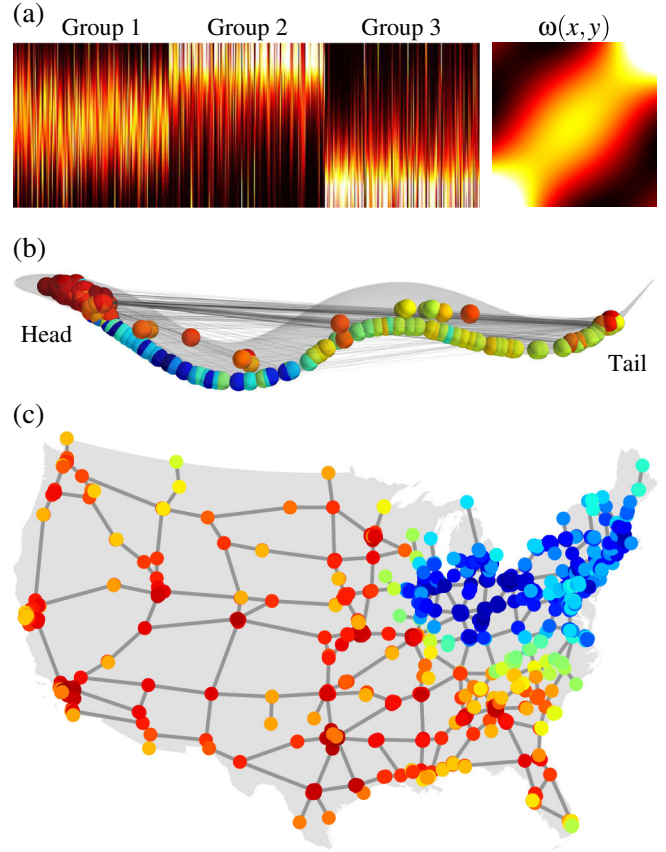 (a)
Group 1 Group 2 Group 3 ω(x,y)
(b)
Head
Tail
(c)